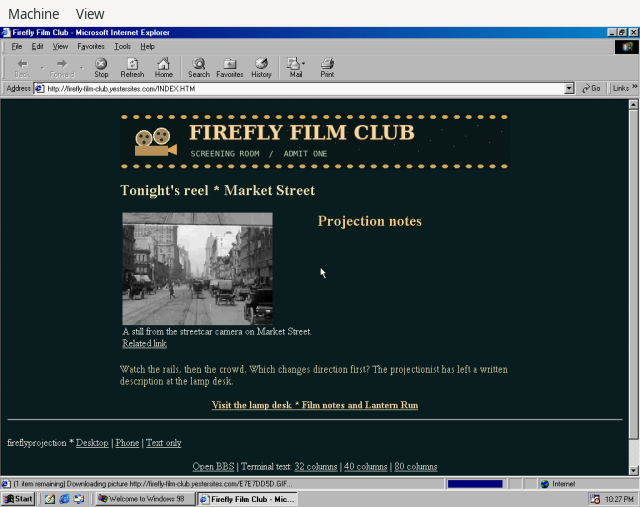 Machine View
Firefly Film Club - Microsoft Internet Explorer
File Edit View Favorites Tools Help
Back Forward Stop Refresh Home Search Favorites History Mail Print
Address http://firefly-film-club.yestersites.com/INDEX.HTM Go Links »
FIREFLY FILM CLUB
SCREENING ROOM / ADMIT ONE
Tonight's reel * Market Street
Projection notes
A still from the streetcar camera on Market Street.
Related link
Watch the rails, then the crowd. Which changes direction first? The projectionist has left a written
description at the lamp desk.
Visit the lamp desk * Film notes and Lantern Run
fireflyprojection * Desktop | Phone | Text only
Open BBS | Terminal text: 32 columns | 40 columns | 80 columns
(1 item remaining) Downloading picture http://firefly-film-club.yestersites.com/E7E7DD5D.GIF... Internet
Start Welcome to Windows 98 Firefly Film Club - Mic... 10:27 PM